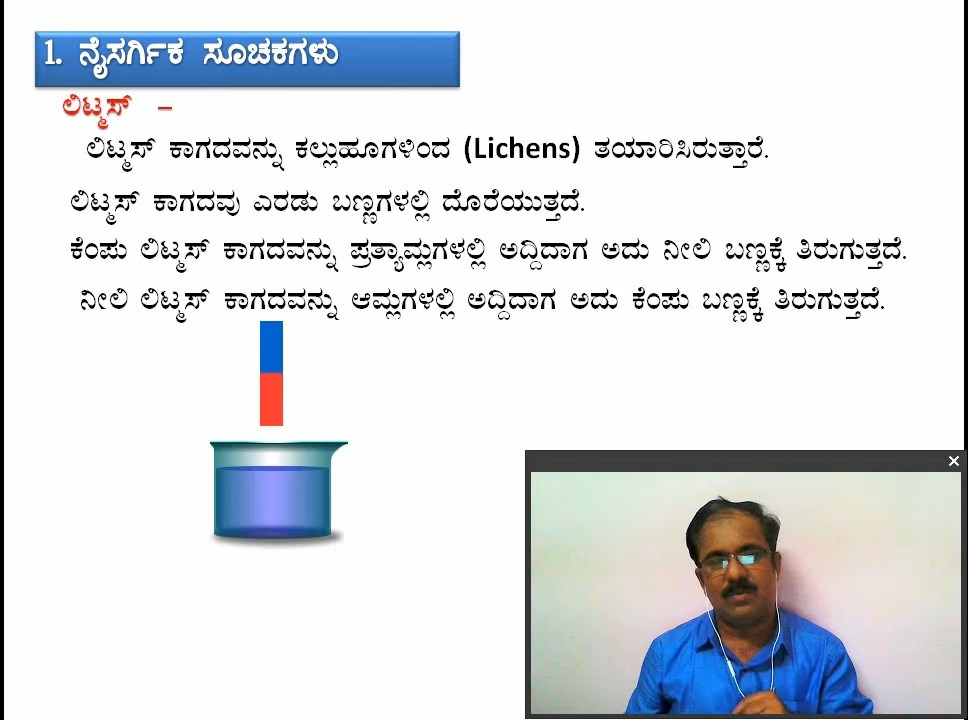 1. ನೈಸರ್ಗಿಕ ಸೂಚಕಗಳು
ಲಿಟ್ಮಸ್ –
ಲಿಟ್ಮಸ್ ಕಾಗದವನ್ನು ಕಲ್ಲುಹೂಗಳಿಂದ (Lichens) ತಯಾರಿಸಿರುತ್ತಾರೆ.
ಲಿಟ್ಮಸ್ ಕಾಗದವು ಎರಡು ಬಣ್ಣಗಳಲ್ಲಿ ದೊರೆಯುತ್ತದೆ.
ಕೆಂಪು ಲಿಟ್ಮಸ್ ಕಾಗದವನ್ನು ಪ್ರತ್ಯಾಮ್ಲಗಳಲ್ಲಿ ಅದ್ದಿದಾಗ ಅದು ನೀಲಿ ಬಣ್ಣಕ್ಕೆ ತಿರುಗುತ್ತದೆ.
ನೀಲಿ ಲಿಟ್ಮಸ್ ಕಾಗದವನ್ನು ಆಮ್ಲಗಳಲ್ಲಿ ಅದ್ದಿದಾಗ ಅದು ಕೆಂಪು ಬಣ್ಣಕ್ಕೆ ತಿರುಗುತ್ತದೆ.